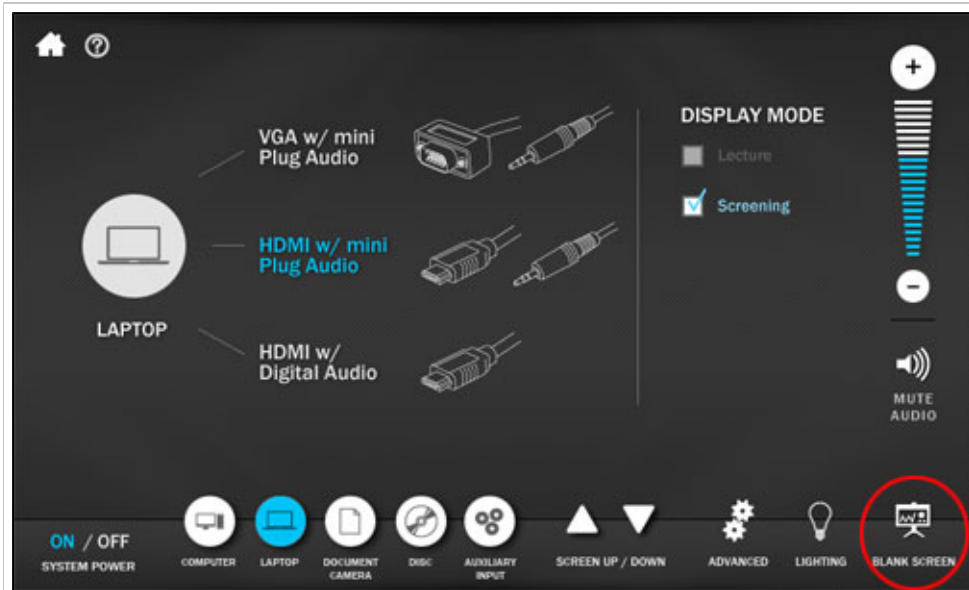 VGA w/ mini
Plug Audio
HDMI w/ mini
Plug Audio
HDMI w/
Digital Audio
LAPTOP
DISPLAY MODE
Lecture
Screening
+
−
MUTE
AUDIO
ON / OFF
SYSTEM POWER
COMPUTER
LAPTOP
DOCUMENT
CAMERA
DISC
AUXILIARY
INPUT
SCREEN UP / DOWN
ADVANCED
LIGHTING
BLANK SCREEN